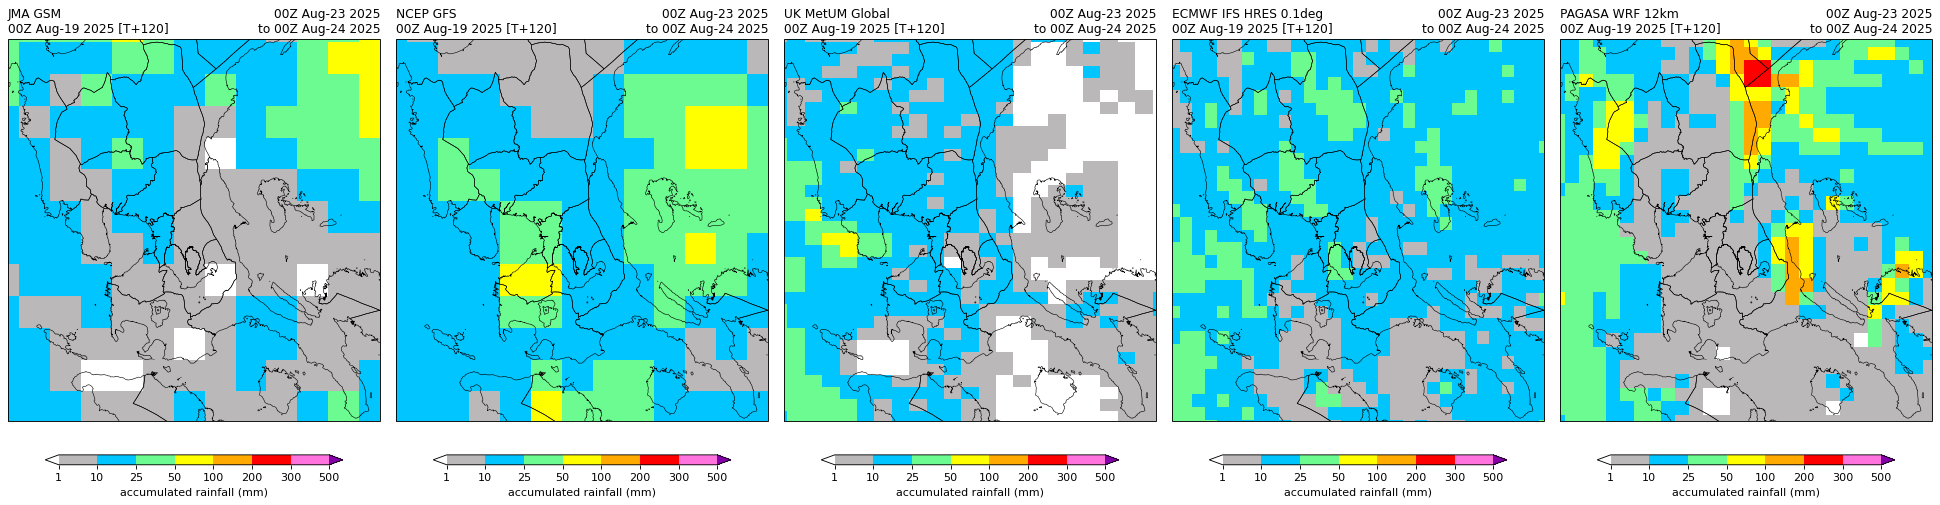 JMA GSM
00Z Aug-23 2025
00Z Aug-19 2025 [T+120]
to 00Z Aug-24 2025
NCEP GFS
00Z Aug-23 2025
00Z Aug-19 2025 [T+120]
to 00Z Aug-24 2025
UK MetUM Global
00Z Aug-23 2025
00Z Aug-19 2025 [T+120]
to 00Z Aug-24 2025
ECMWF IFS HRES 0.1deg
00Z Aug-23 2025
00Z Aug-19 2025 [T+120]
to 00Z Aug-24 2025
PAGASA WRF 12km
00Z Aug-23 2025
00Z Aug-19 2025 [T+120]
to 00Z Aug-24 2025
1 10 25 50 100 200 300 500
accumulated rainfall (mm)
1 10 25 50 100 200 300 500
accumulated rainfall (mm)
1 10 25 50 100 200 300 500
accumulated rainfall (mm)
1 10 25 50 100 200 300 500
accumulated rainfall (mm)
1 10 25 50 100 200 300 500
accumulated rainfall (mm)